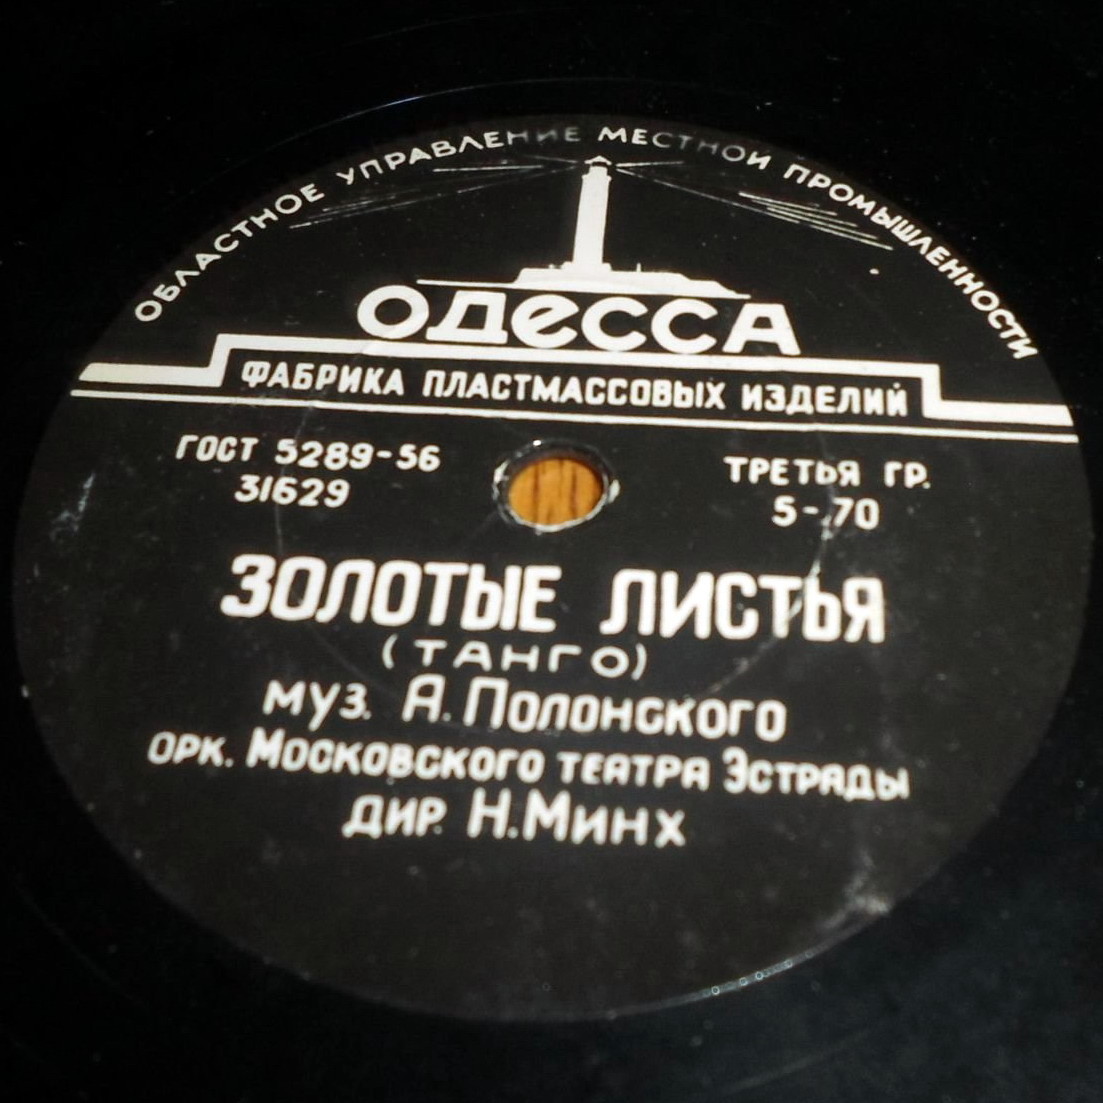 ОБЛАСТНОЕ УПРАВЛЕНИЕ МЕСТНОЙ ПРОМЫШЛЕННОСТИ
ОДЕССА
ФАБРИКА ПЛАСТМАССОВЫХ ИЗДЕЛИЙ
ГОСТ 5289-56
31629
ТРЕТЬЯ ГР.
5-70
ЗОЛОТЫЕ ЛИСТЬЯ
(ТАНГО)
муз. А. Полонского
орк. Московского театра Эстрады
дир. Н. Минх